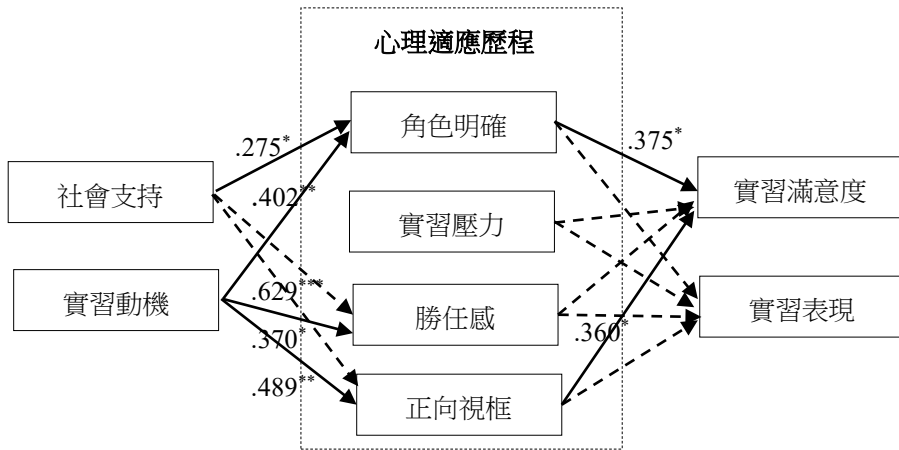 心理適應歷程
角色明確
.275*
.375*
社會支持
.402**
實習滿意度
實習壓力
實習動機
.629***
勝任感
實習表現
.370*
.360*
.489**
正向視框